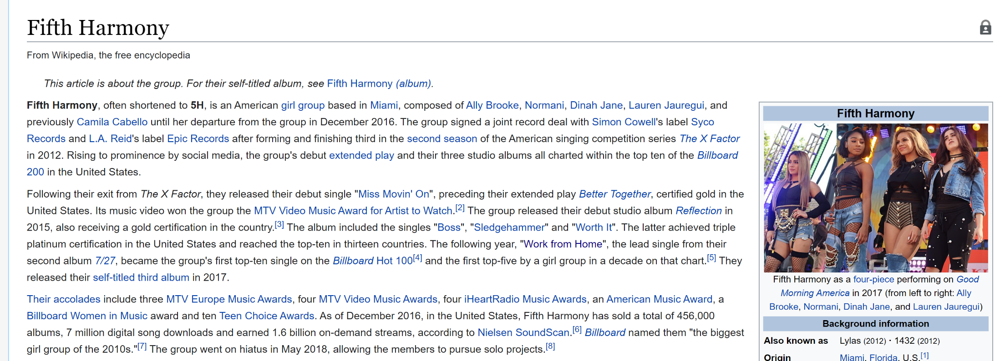 Fifth Harmony
From Wikipedia, the free encyclopedia
This article is about the group. For their self-titled album, see Fifth Harmony (album).
Fifth Harmony, often shortened to 5H, is an American girl group based in Miami, composed of Ally Brooke, Normani, Dinah Jane, Lauren Jauregui, and
previously Camila Cabello until her departure from the group in December 2016. The group signed a joint record deal with Simon Cowell's label Syco
Records and L.A. Reid's label Epic Records after forming and finishing third in the second season of the American singing competition series The X Factor
in 2012. Rising to prominence by social media, the group's debut extended play and their three studio albums all charted within the top ten of the Billboard
200 in the United States.
Following their exit from The X Factor, they released their debut single "Miss Movin' On", preceding their extended play Better Together, certified gold in the
United States. Its music video won the group the MTV Video Music Award for Artist to Watch.[2] The group released their debut studio album Reflection in
2015, also receiving a gold certification in the country.[3] The album included the singles "Boss", "Sledgehammer" and "Worth It". The latter achieved triple
platinum certification in the United States and reached the top-ten in thirteen countries. The following year, "Work from Home", the lead single from their
second album 7/27, became the group's first top-ten single on the Billboard Hot 100[4] and the first top-five by a girl group in a decade on that chart.[5] They
released their self-titled third album in 2017.
Their accolades include three MTV Europe Music Awards, four MTV Video Music Awards, four iHeartRadio Music Awards, an American Music Award, a
Billboard Women in Music award and ten Teen Choice Awards. As of December 2016, in the United States, Fifth Harmony has sold a total of 456,000
albums, 7 million digital song downloads and earned 1.6 billion on-demand streams, according to Nielsen SoundScan.[6] Billboard named them "the biggest
girl group of the 2010s."[7] The group went on hiatus in May 2018, allowing the members to pursue solo projects.[8]
Fifth Harmony
Fifth Harmony as a four-piece performing on Good
Morning America in 2017 (from left to right: Ally
Brooke, Normani, Dinah Jane, and Lauren Jauregui)
Background information
Also known as Lylas (2012) · 1432 (2012)
Origin Miami, Florida, U.S.[1]